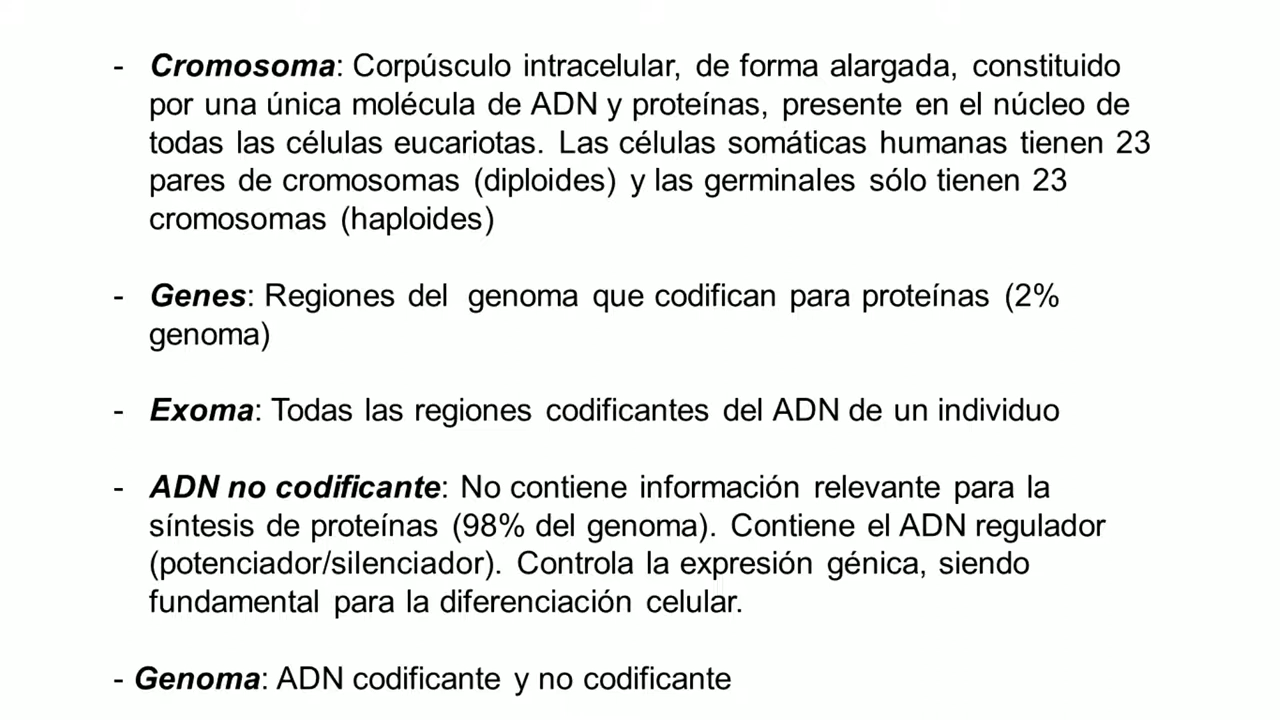 - Cromosoma: Corpúsculo intracelular, de forma alargada, constituido
por una única molécula de ADN y proteínas, presente en el núcleo de
todas las células eucariotas. Las células somáticas humanas tienen 23
pares de cromosomas (diploides) y las germinales sólo tienen 23
cromosomas (haploides)
- Genes: Regiones del genoma que codifican para proteínas (2%
genoma)
- Exoma: Todas las regiones codificantes del ADN de un individuo
- ADN no codificante: No contiene información relevante para la
síntesis de proteínas (98% del genoma). Contiene el ADN regulador
(potenciador/silenciador). Controla la expresión génica, siendo
fundamental para la diferenciación celular.
- Genoma: ADN codificante y no codificante